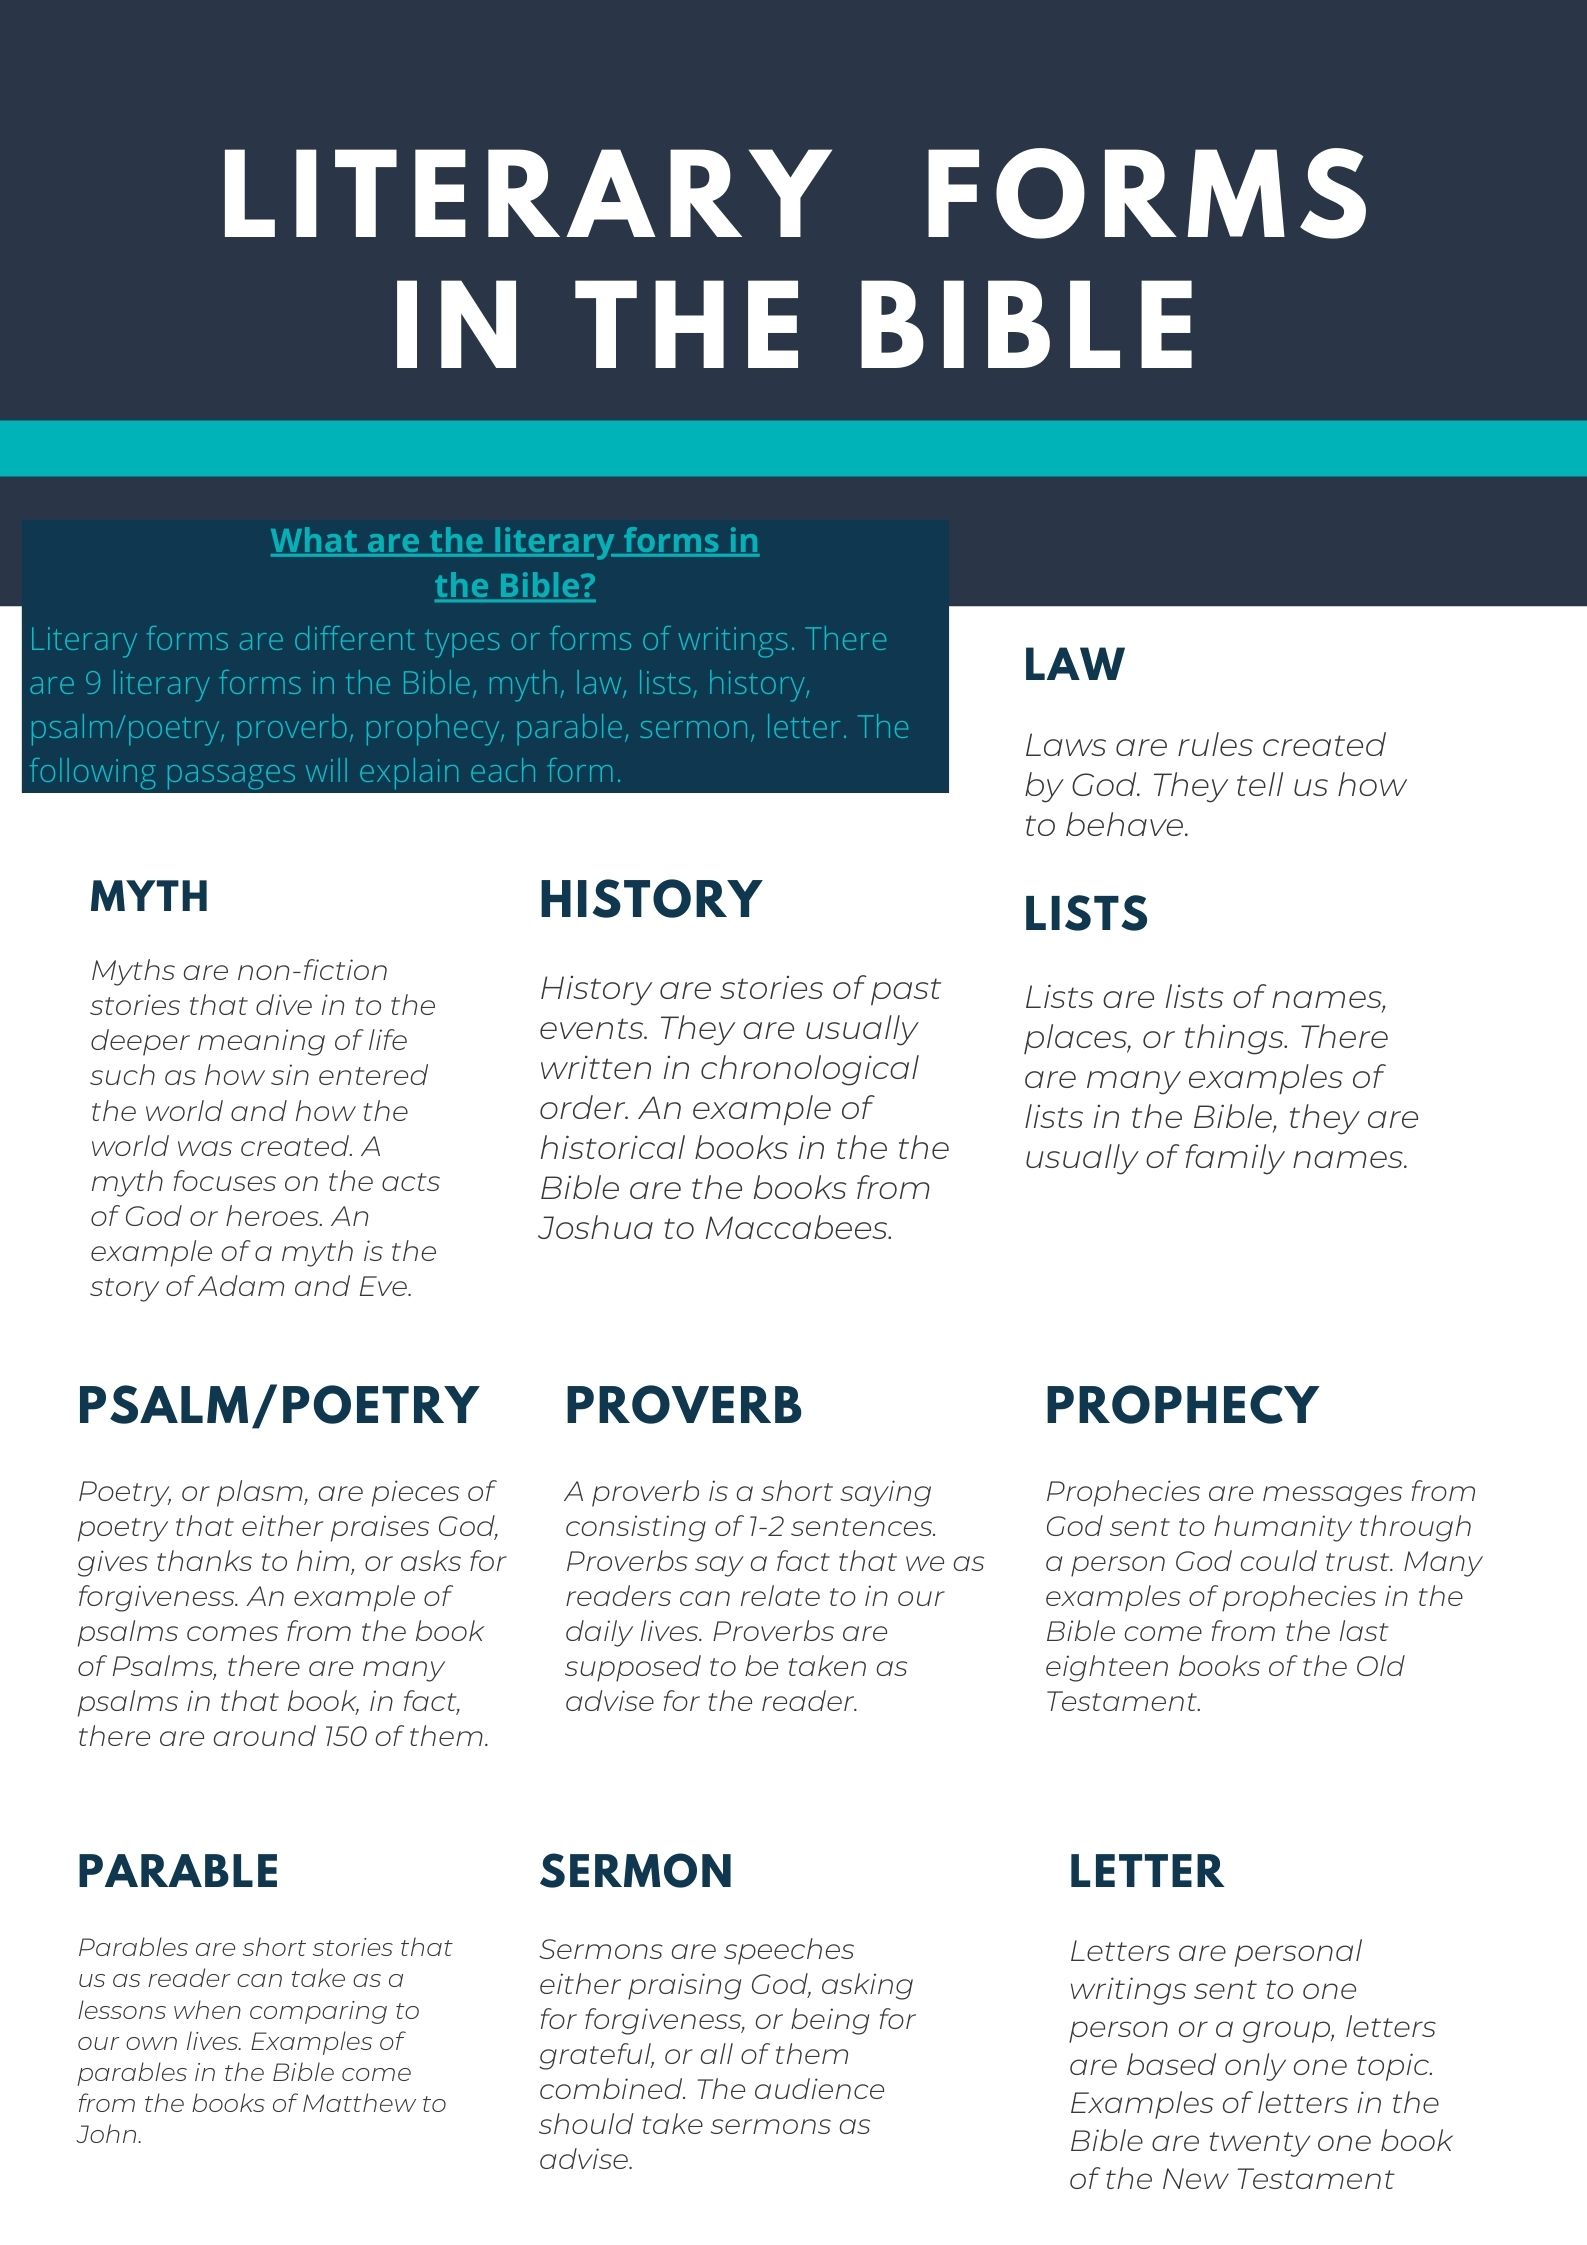 LITERARY FORMS
IN THE BIBLE
What are the literary forms in
the Bible?
Literary forms are different types or forms of writings. There
are 9 literary forms in the Bible, myth, law, lists, history,
psalm/poetry, proverb, prophecy, parable, sermon, letter. The
following passages will explain each form.
LAW
Laws are rules created
by God. They tell us how
to behave.
MYTH
Myths are non-fiction
stories that dive in to the
deeper meaning of life
such as how sin entered
the world and how the
world was created. A
myth focuses on the acts
of God or heroes. An
example of a myth is the
story of Adam and Eve.
HISTORY
History are stories of past
events. They are usually
written in chronological
order. An example of
historical books in the the
Bible are the books from
Joshua to Maccabees.
LISTS
Lists are lists of names,
places, or things. There
are many examples of
lists in the Bible, they are
usually of family names.
PSALM/POETRY
Poetry, or plasm, are pieces of
poetry that either praises God,
gives thanks to him, or asks for
forgiveness. An example of
psalms comes from the book
of Psalms, there are many
psalms in that book, in fact,
there are around 150 of them.
PROVERB
A proverb is a short saying
consisting of 1-2 sentences.
Proverbs say a fact that we as
readers can relate to in our
daily lives. Proverbs are
supposed to be taken as
advise for the reader.
PROPHECY
Prophecies are messages from
God sent to humanity through
a person God could trust. Many
examples of prophecies in the
Bible come from the last
eighteen books of the Old
Testament.
PARABLE
Parables are short stories that
us as reader can take as a
lessons when comparing to
our own lives. Examples of
parables in the Bible come
from the books of Matthew to
John.
SERMON
Sermons are speeches
either praising God, asking
for forgiveness, or being for
grateful, or all of them
combined. The audience
should take sermons as
advise.
LETTER
Letters are personal
writings sent to one
person or a group, letters
are based only one topic.
Examples of letters in the
Bible are twenty one book
of the New Testament